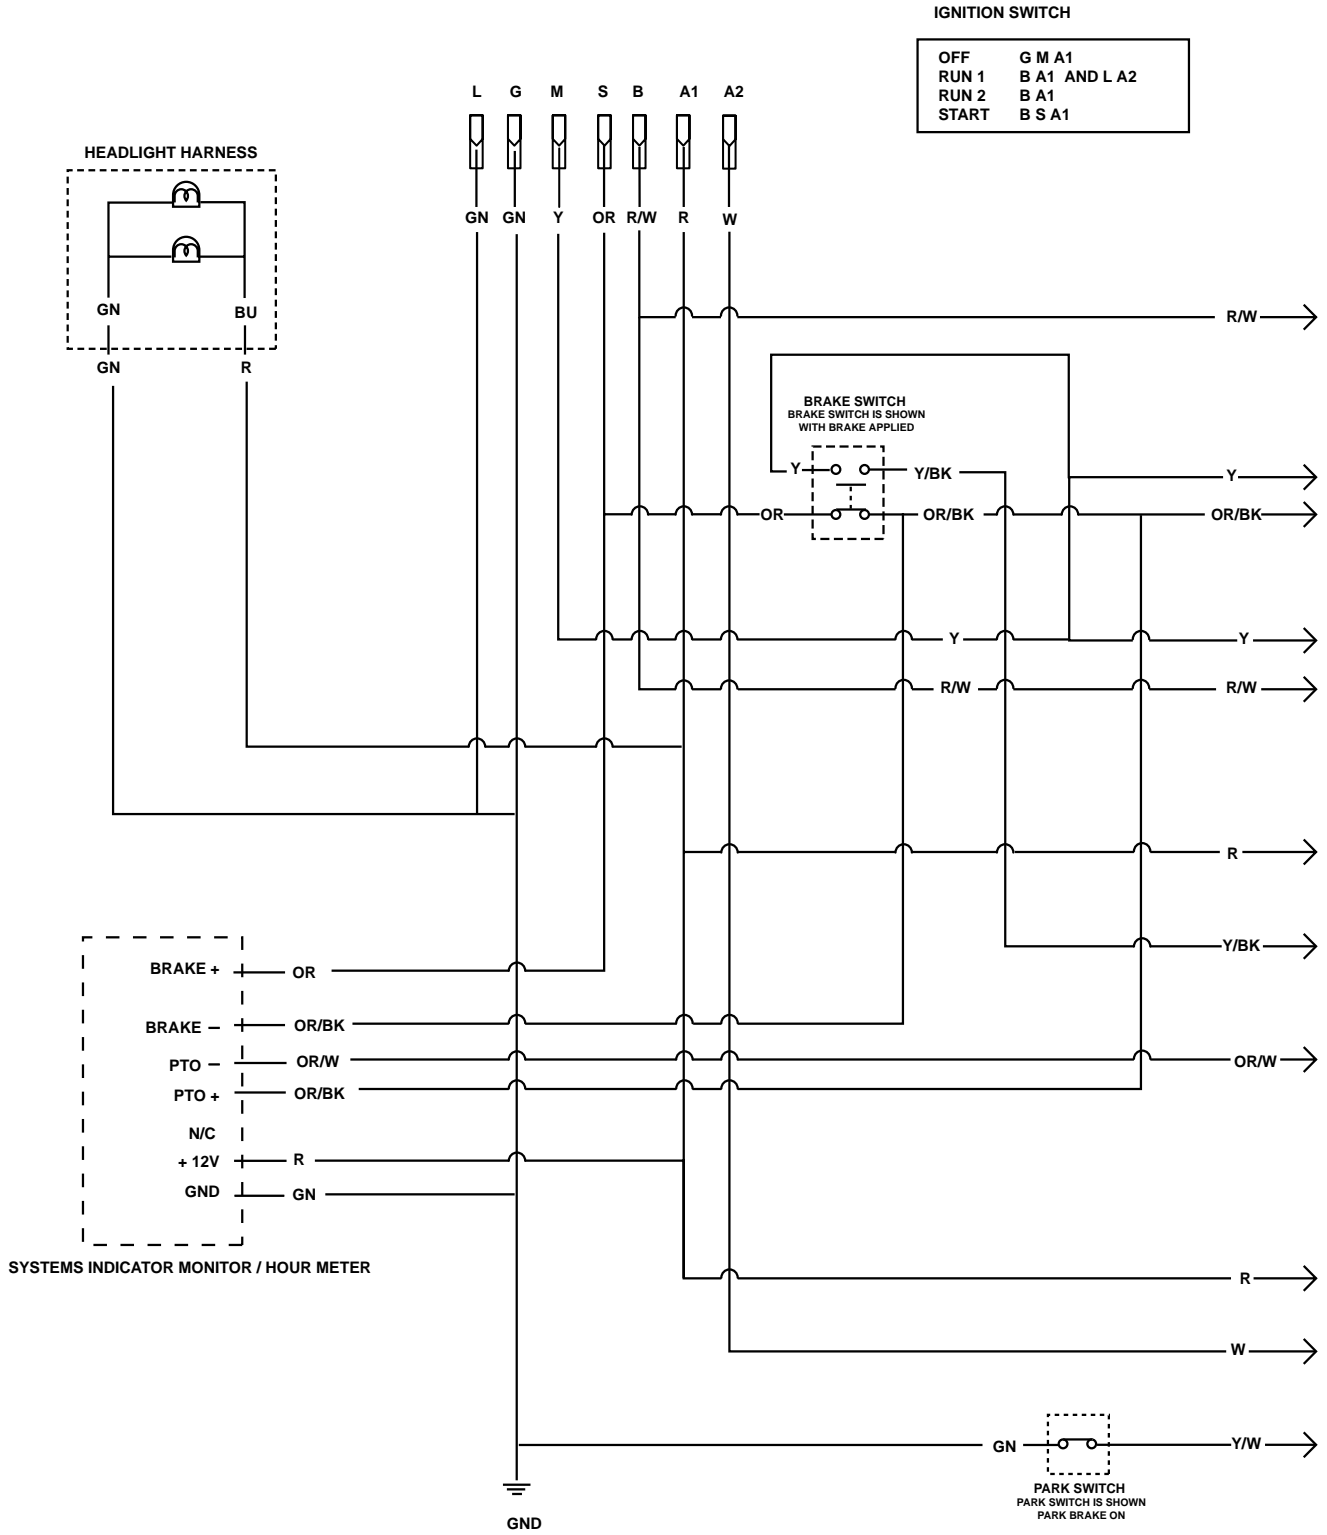 IGNITION SWITCH
OFF G M A1
RUN 1 B A1 AND L A2
RUN 2 B A1
START B S A1
L G M S B A1 A2
HEADLIGHT HARNESS
GN GN Y OR R/W R W
GN BU
R/W
GN R
BRAKE SWITCH
BRAKE SWITCH IS SHOWN
WITH BRAKE APPLIED
Y Y/BK Y
OR OR/BK OR/BK
Y Y
R/W R/W
R
Y/BK
BRAKE + OR
BRAKE – OR/BK
PTO – OR/W OR/W
PTO + OR/BK
N/C
+ 12V R
GND GN
SYSTEMS INDICATOR MONITOR / HOUR METER
R
W
GN Y/W
PARK SWITCH
PARK SWITCH IS SHOWN
PARK BRAKE ON
GND